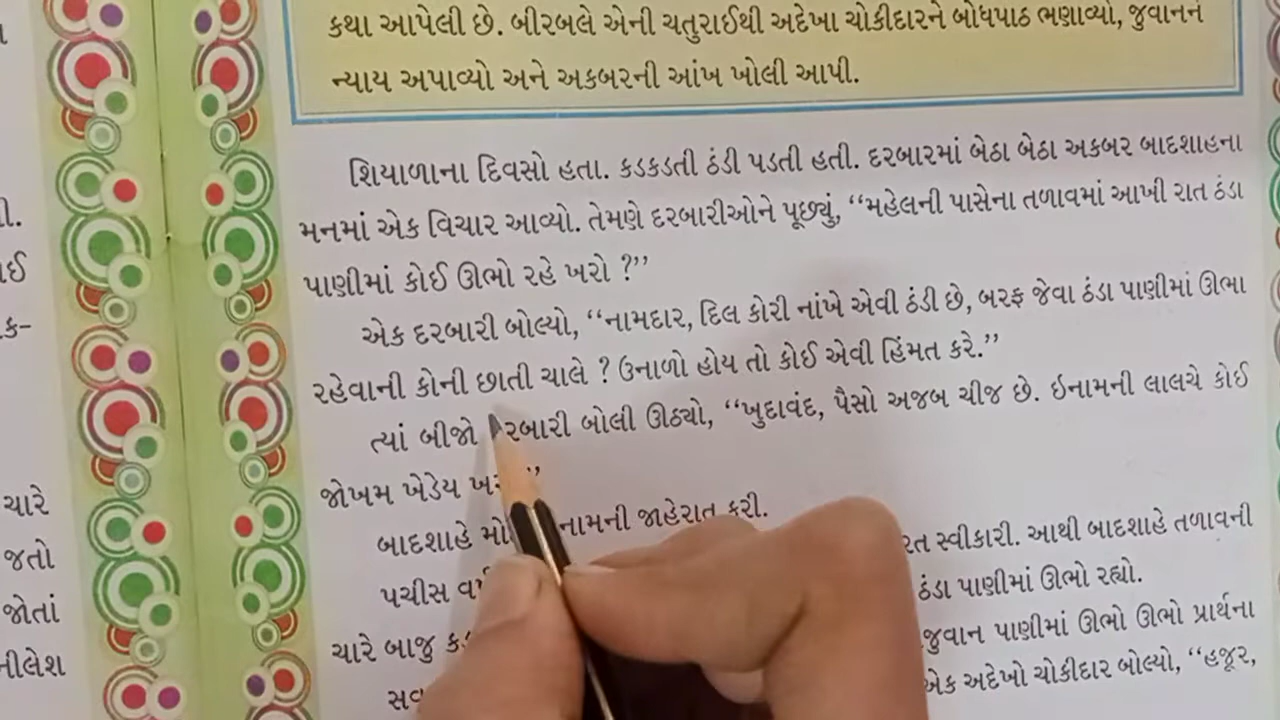 કથા આપેલી છે. બીરબલે એની ચતુરાઈથી અદેખા ચોકીદારને બોધપાઠ ભણાવ્યો, જુવાનને
ન્યાય અપાવ્યો અને અકબરની આંખ ખોલી આપી.
શિયાળાના દિવસો હતા. કડકડતી ઠંડી પડતી હતી. દરબારમાં બેઠા બેઠા અકબર બાદશાહના
મનમાં એક વિચાર આવ્યો. તેમણે દરબારીઓને પૂછ્યું, “મહેલની પાસેના તળાવમાં આખી રાત ઠંડા
પાણીમાં કોઈ ઊભો રહે ખરો ?”
એક દરબારી બોલ્યો, “નામદાર, દિલ કોરી નાંખે એવી ઠંડી છે, બરફ જેવા ઠંડા પાણીમાં ઊભા
રહેવાની કોની છાતી ચાલે ? ઉનાળો હોય તો કોઈ એવી હિંમત કરે.”
ત્યાં બીજો દરબારી બોલી ઊઠ્યો, “ખુદાવંદ, પૈસો અજબ ચીજ છે. ઇનામની લાલચે કોઈ
જોખમ ખેડેય
બાદશાહે જાહેરાત કરી.
પચીસ સ્વીકારી. આથી બાદશાહે તળાવની
ઠંડા પાણીમાં ઊભો રહ્યો.
ચારે બાજુ જુવાન પાણીમાં ઊભો ઊભો પ્રાર્થના
એક અદેખો ચોકીદાર બોલ્યો, “હજૂર,
ચારે
જતો
જોતાં
નીલેશ